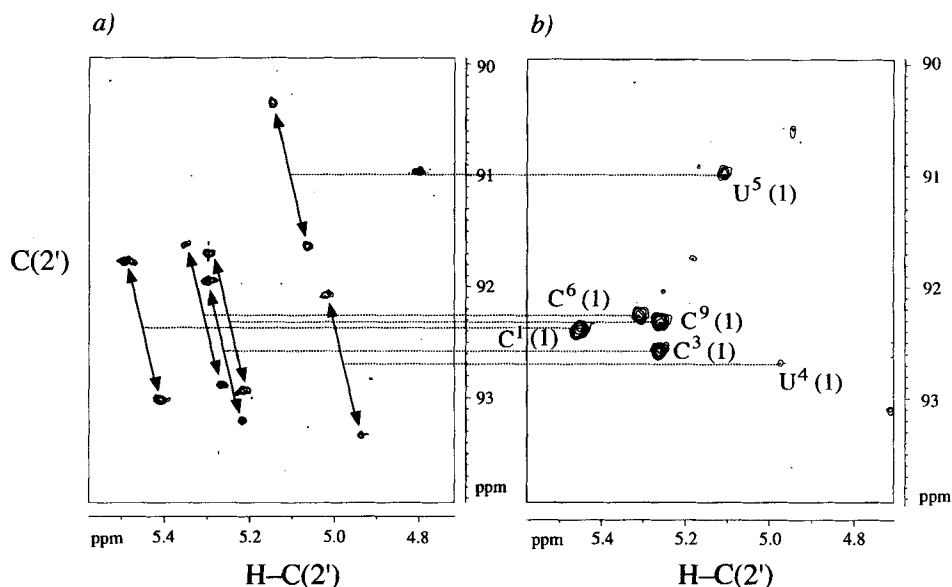 a)
b)
90
91
92
93
ppm
C(2')
90
91
92
93
ppm
U⁵ (1)
C⁶ (1)
C⁹ (1)
C¹ (1)
C³ (1)
U⁴ (1)
ppm 5.4 5.2 5.0 4.8
ppm 5.4 5.2 5.0 4.8
H–C(2')
H–C(2')